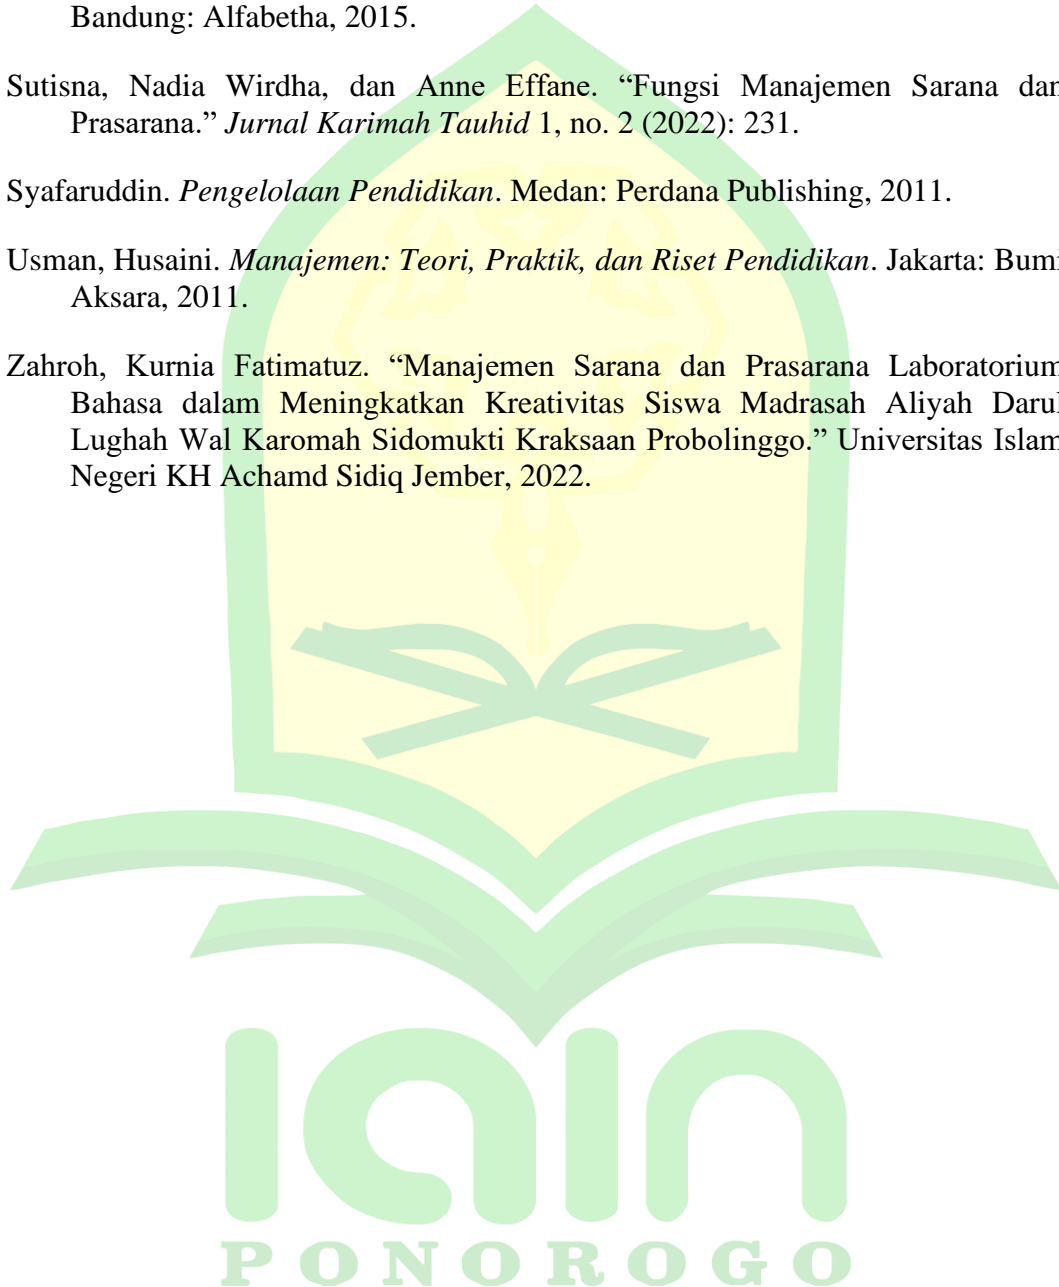 Bandung: Alfabetha, 2015.
Sutisna, Nadia Wirdha, dan Anne Effane. “Fungsi Manajemen Sarana dan
Prasarana.” Jurnal Karimah Tauhid 1, no. 2 (2022): 231.
Syafaruddin. Pengelolaan Pendidikan. Medan: Perdana Publishing, 2011.
Usman, Husaini. Manajemen: Teori, Praktik, dan Riset Pendidikan. Jakarta: Bumi
Aksara, 2011.
Zahroh, Kurnia Fatimatuz. “Manajemen Sarana dan Prasarana Laboratorium
Bahasa dalam Meningkatkan Kreativitas Siswa Madrasah Aliyah Darul
Lughah Wal Karomah Sidomukti Kraksaan Probolinggo.” Universitas Islam
Negeri KH Achamd Sidiq Jember, 2022.
iain
PONOROGO